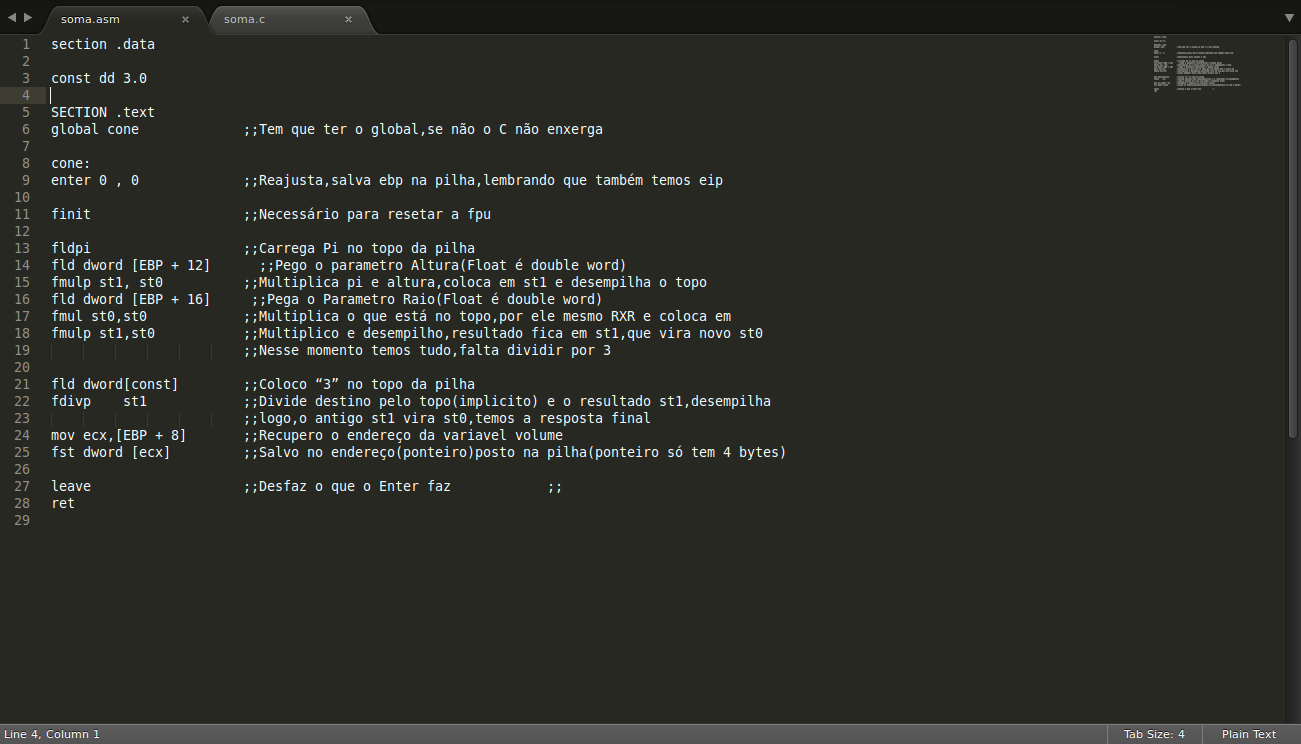 soma.asm × soma.c ×
1 section .data
2
3 const dd 3.0
4
5 SECTION .text
6 global cone ;;Tem que ter o global,se não o C não enxerga
7
8 cone:
9 enter 0 , 0 ;;Reajusta,salva ebp na pilha,lembrando que também temos eip
10
11 finit ;;Necessário para resetar a fpu
12
13 fldpi ;;Carrega Pi no topo da pilha
14 fld dword [EBP + 12] ;;Pego o parametro Altura(Float é double word)
15 fmulp st1, st0 ;;Multiplica pi e altura,coloca em st1 e desempilha o topo
16 fld dword [EBP + 16] ;;Pega o Parametro Raio(Float é double word)
17 fmul st0,st0 ;;Multiplica o que está no topo,por ele mesmo RXR e coloca em
18 fmulp st1,st0 ;;Multiplico e desempilho,resultado fica em st1,que vira novo st0
19 ;;Nesse momento temos tudo,falta dividir por 3
20
21 fld dword[const] ;;Coloco “3” no topo da pilha
22 fdivp st1 ;;Divide destino pelo topo(implicito) e o resultado st1,desempilha
23 ;;logo,o antigo st1 vira st0,temos a resposta final
24 mov ecx,[EBP + 8] ;;Recupero o endereço da variavel volume
25 fst dword [ecx] ;;Salvo no endereço(ponteiro)posto na pilha(ponteiro só tem 4 bytes)
26
27 leave ;;Desfaz o que o Enter faz ;;
28 ret
29
Line 4, Column 1 Tab Size: 4 Plain Text